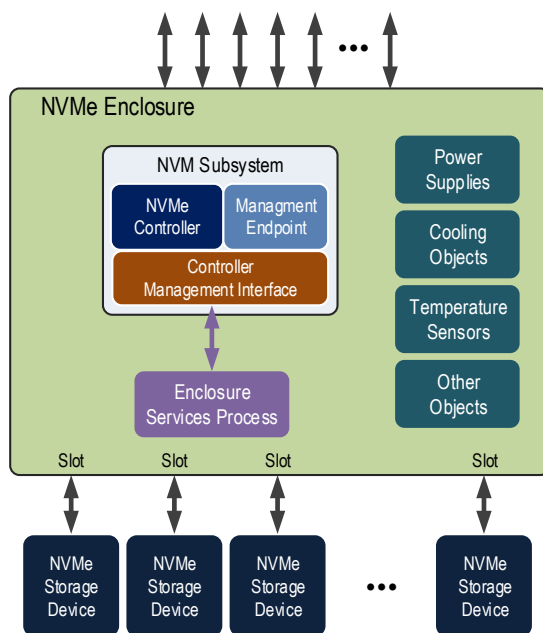 NVMe Enclosure
NVM Subsystem
NVMe
Controller
Managment
Endpoint
Controller
Management Interface
Enclosure
Services Process
Power
Supplies
Cooling
Objects
Temperature
Sensors
Other
Objects
Slot
Slot
Slot
Slot
NVMe
Storage
Device
NVMe
Storage
Device
NVMe
Storage
Device
NVMe
Storage
Device